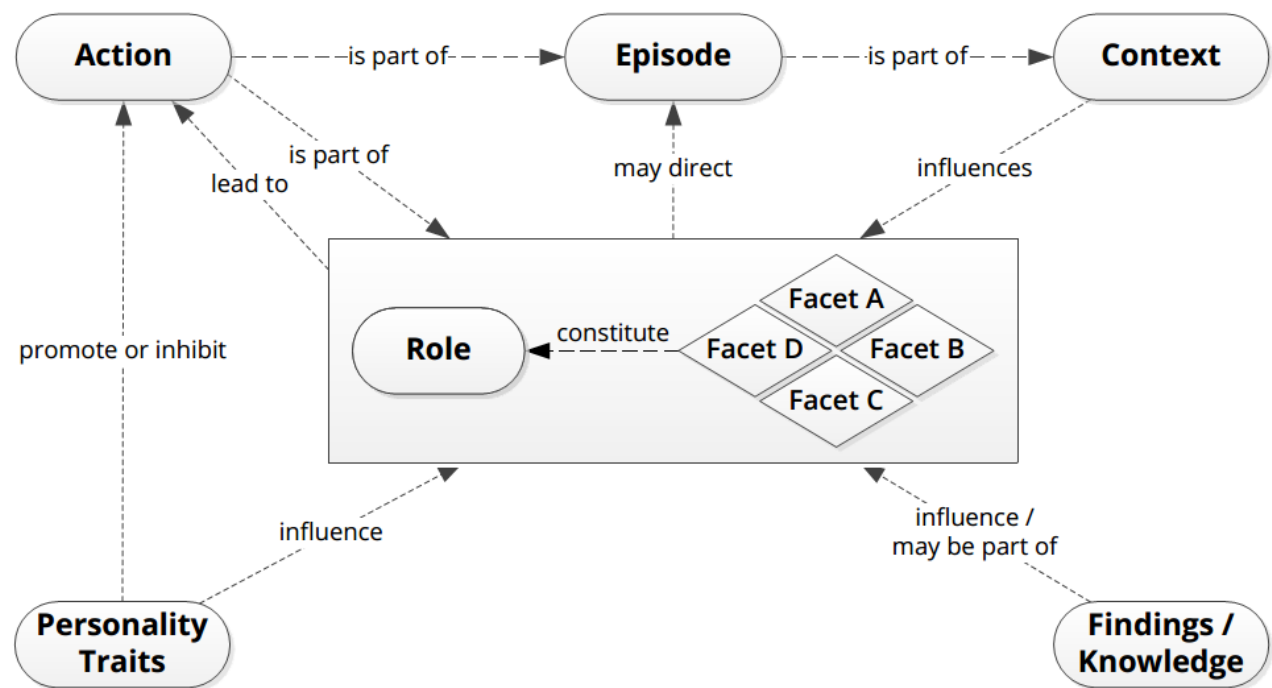 Action
is part of
Episode
is part of
Context
is part of
lead to
may direct
influences
Facet A
constitute
Role
Facet D
Facet B
Facet C
promote or inhibit
influence
influence /
may be part of
Personality
Traits
Findings /
Knowledge